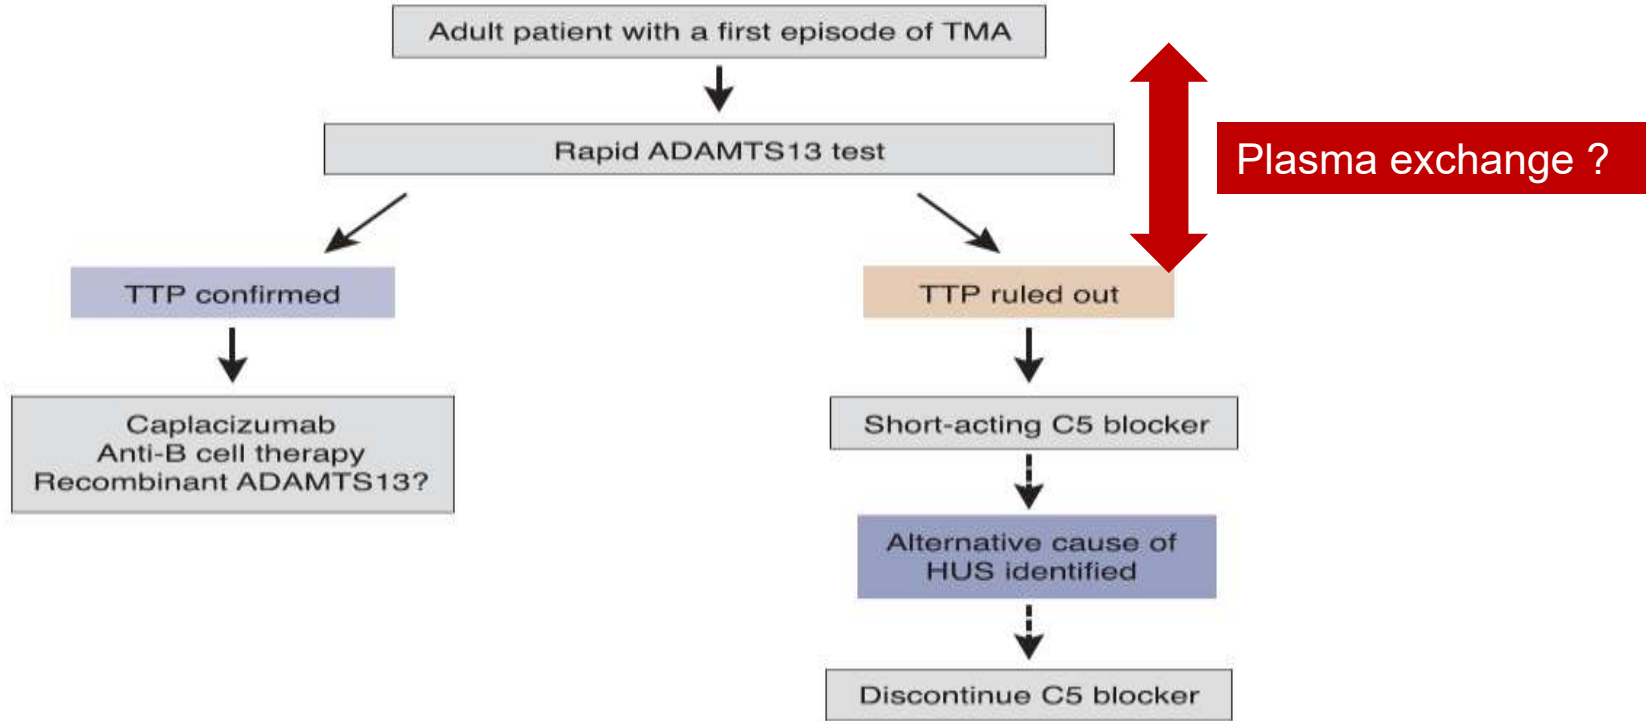 Adult patient with a first episode of TMA
Rapid ADAMTS13 test
Plasma exchange ?
TTP confirmed
TTP ruled out
Caplacizumab
Anti-B cell therapy
Recombinant ADAMTS13?
Short-acting C5 blocker
Alternative cause of
HUS identified
Discontinue C5 blocker